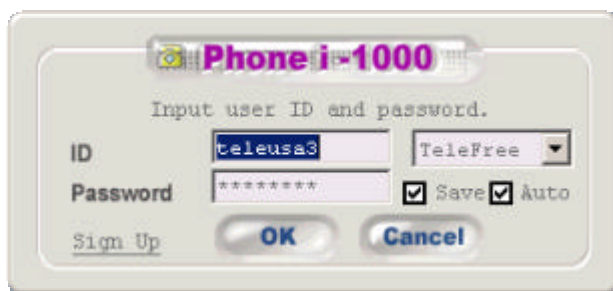 Phone i-1000
Input user ID and password.
ID teleusa3 TeleFree
Password ******** Save Auto
Sign Up OK Cancel